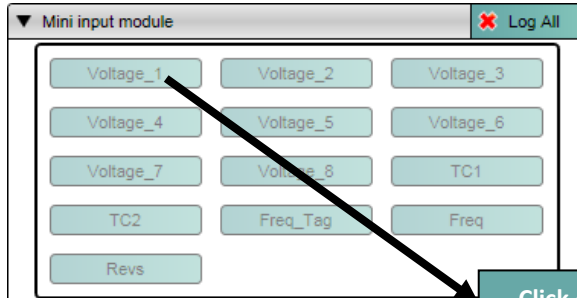 Mini input module Log All
Voltage_1 Voltage_2 Voltage_3
Voltage_4 Voltage_5 Voltage_6
Voltage_7 Voltage_8 TC1
TC2 Freq_Tag Freq
Revs
Click